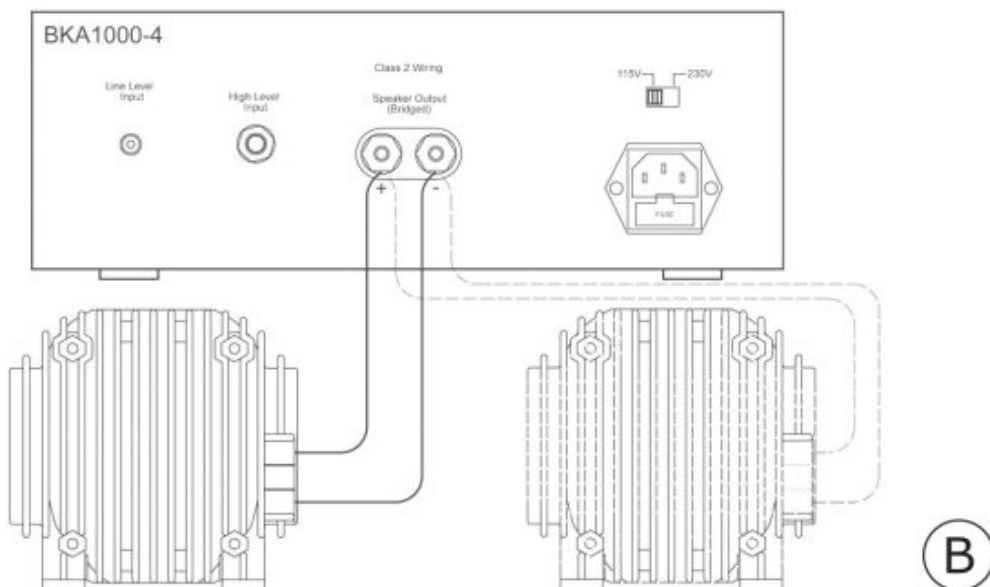 BKA1000-4
Class 2 Wiring
115V
230V
Line Level
Input
High Level
Input
Speaker Output
(Bridged)
+
-
FUSE
B